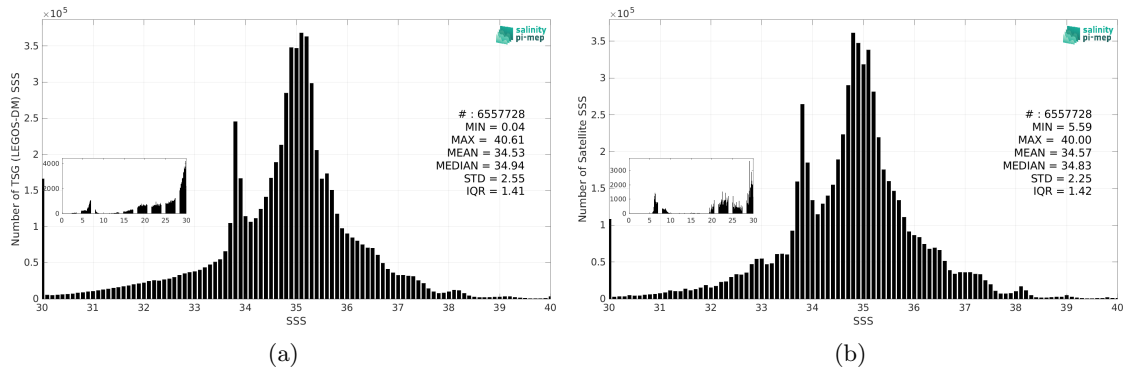 ×10^5
salinity
pi-mep
Number of TSG (LEGOS-DM) SSS
3.5
3
2.5
2
1.5
1
0.5
0
# : 6557728
MIN = 0.04
MAX = 40.61
MEAN = 34.53
MEDIAN = 34.94
STD = 2.55
IQR = 1.41
4000
2000
0
0 5 10 15 20 25 30
30 31 32 33 34 35 36 37 38 39 40
SSS
(a)
×10^5
salinity
pi-mep
Number of Satellite SSS
3.5
3
2.5
2
1.5
1
0.5
0
# : 6557728
MIN = 5.59
MAX = 40.00
MEAN = 34.57
MEDIAN = 34.83
STD = 2.25
IQR = 1.42
3000
2000
1000
0
0 5 10 15 20 25 30
30 31 32 33 34 35 36 37 38 39 40
SSS
(b)